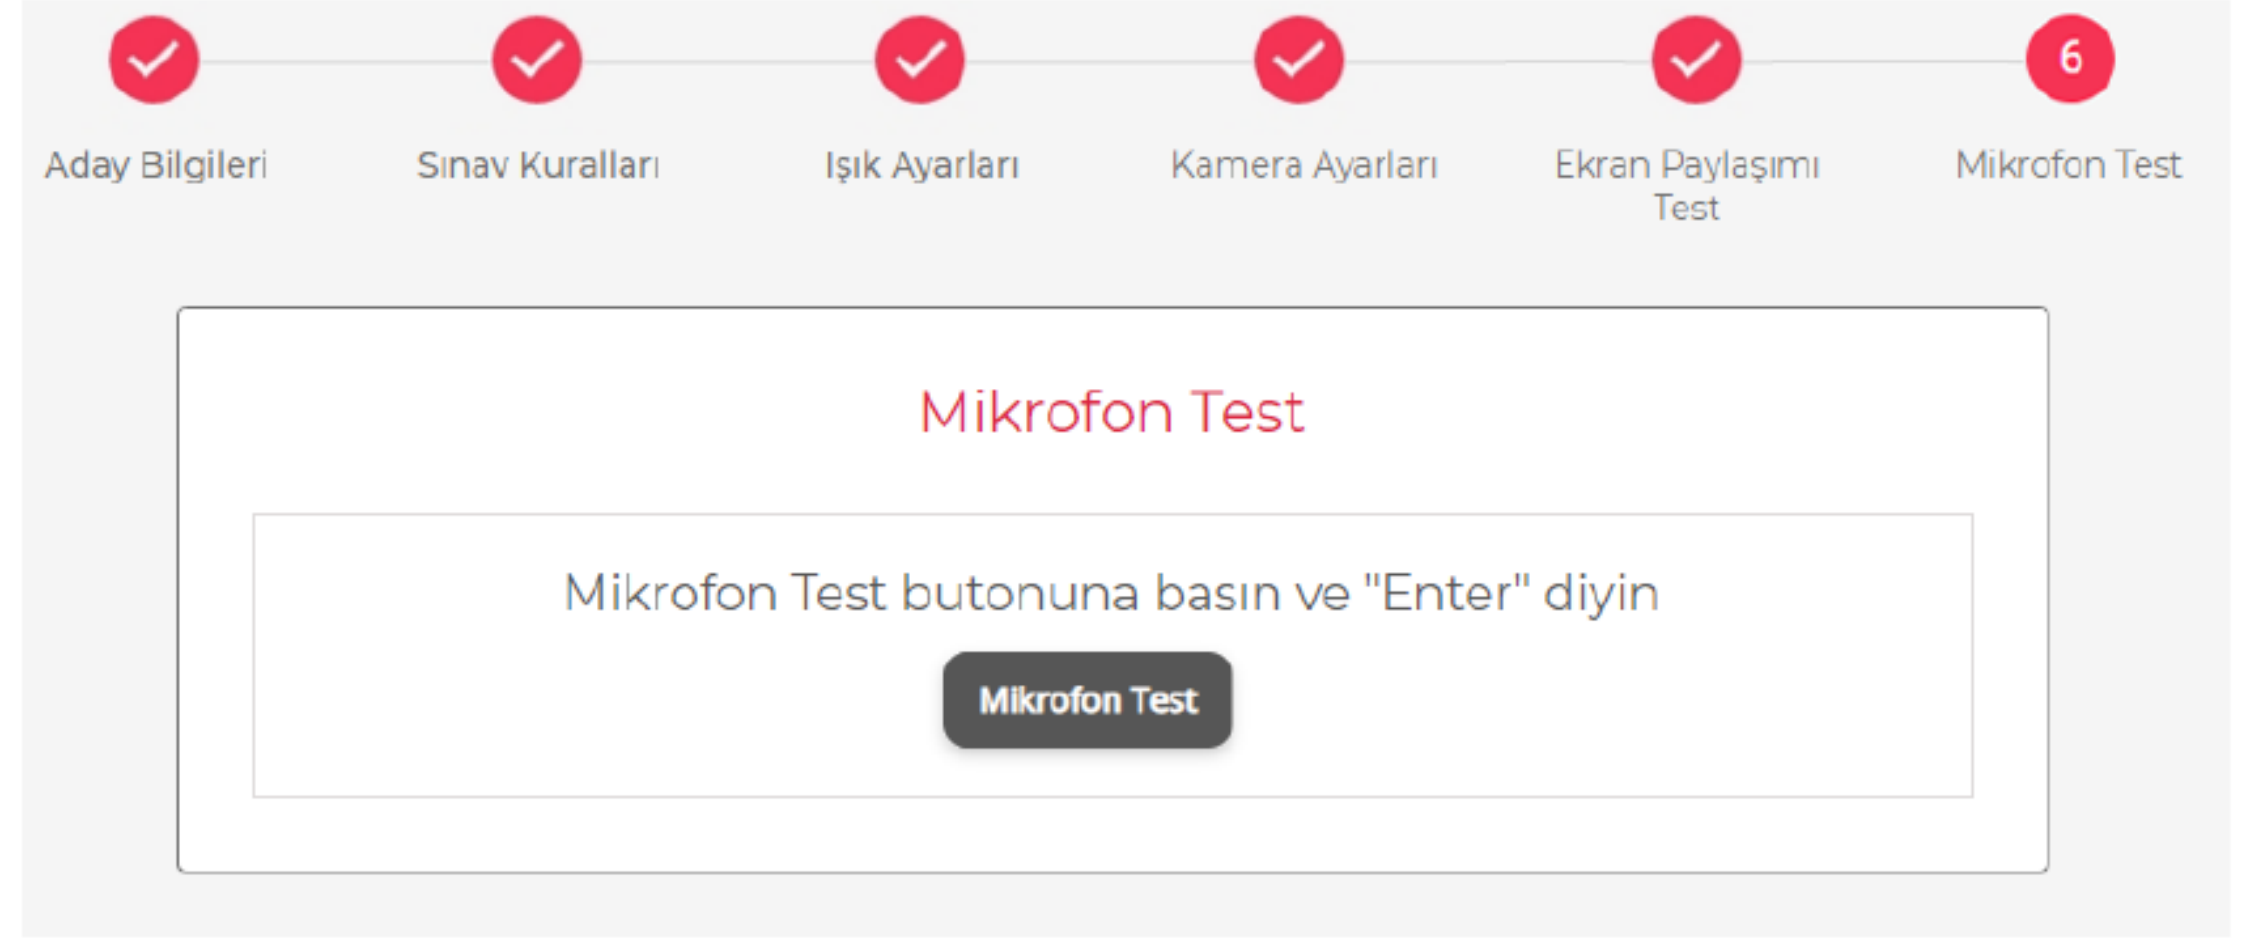 6
Aday Bilgileri
Sınav Kuralları
Işık Ayarları
Kamera Ayarları
Ekran Paylaşımı
Test
Mikrofon Test
Mikrofon Test
Mikrofon Test butonuna basın ve "Enter" diyin
Mikrofon Test